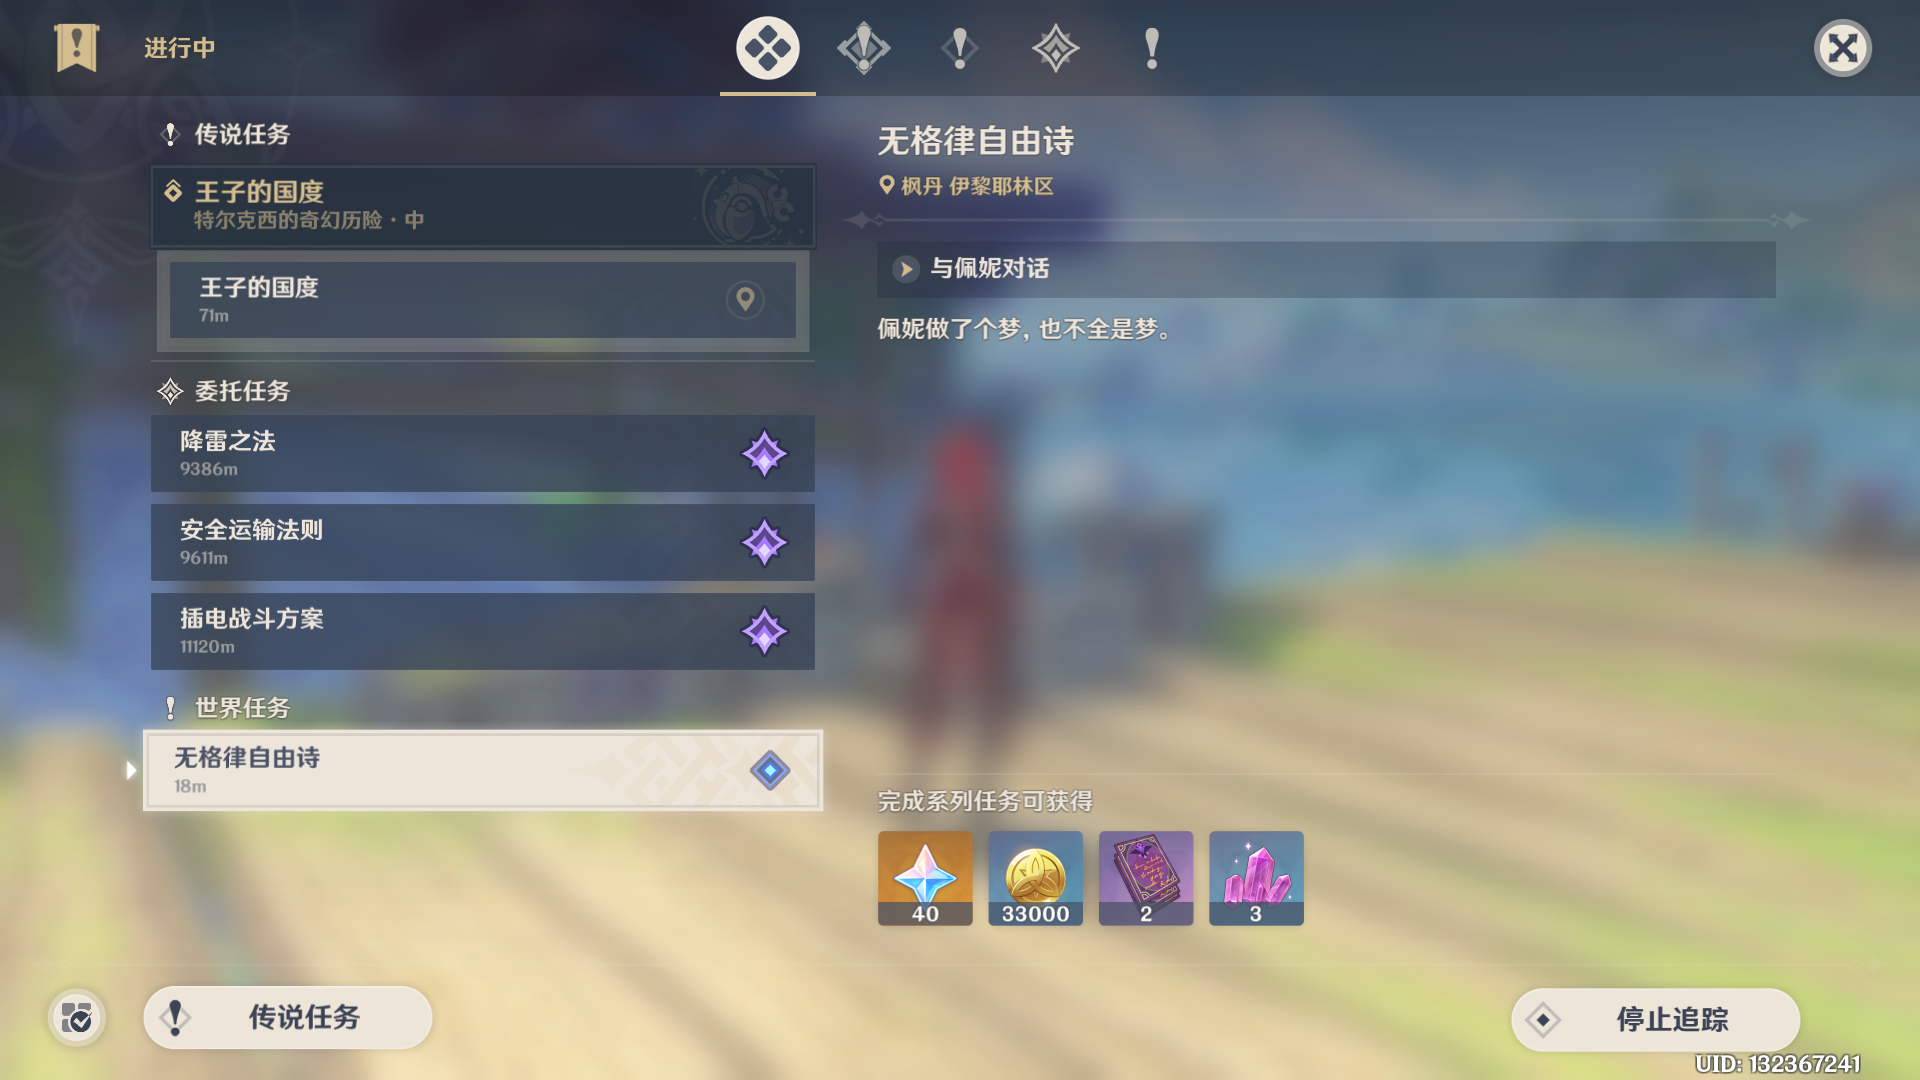 进行中
传说任务
王子的国度
特尔克西的奇幻历险·中
王子的国度
71m
委托任务
降雷之法
9386m
安全运输法则
9611m
插电战斗方案
11120m
世界任务
无格律自由诗
18m
传说任务
无格律自由诗
枫丹 伊黎耶林区
与佩妮对话
佩妮做了个梦，也不全是梦。
完成系列任务可获得
40
33000
2
3
停止追踪
UID: 132367241